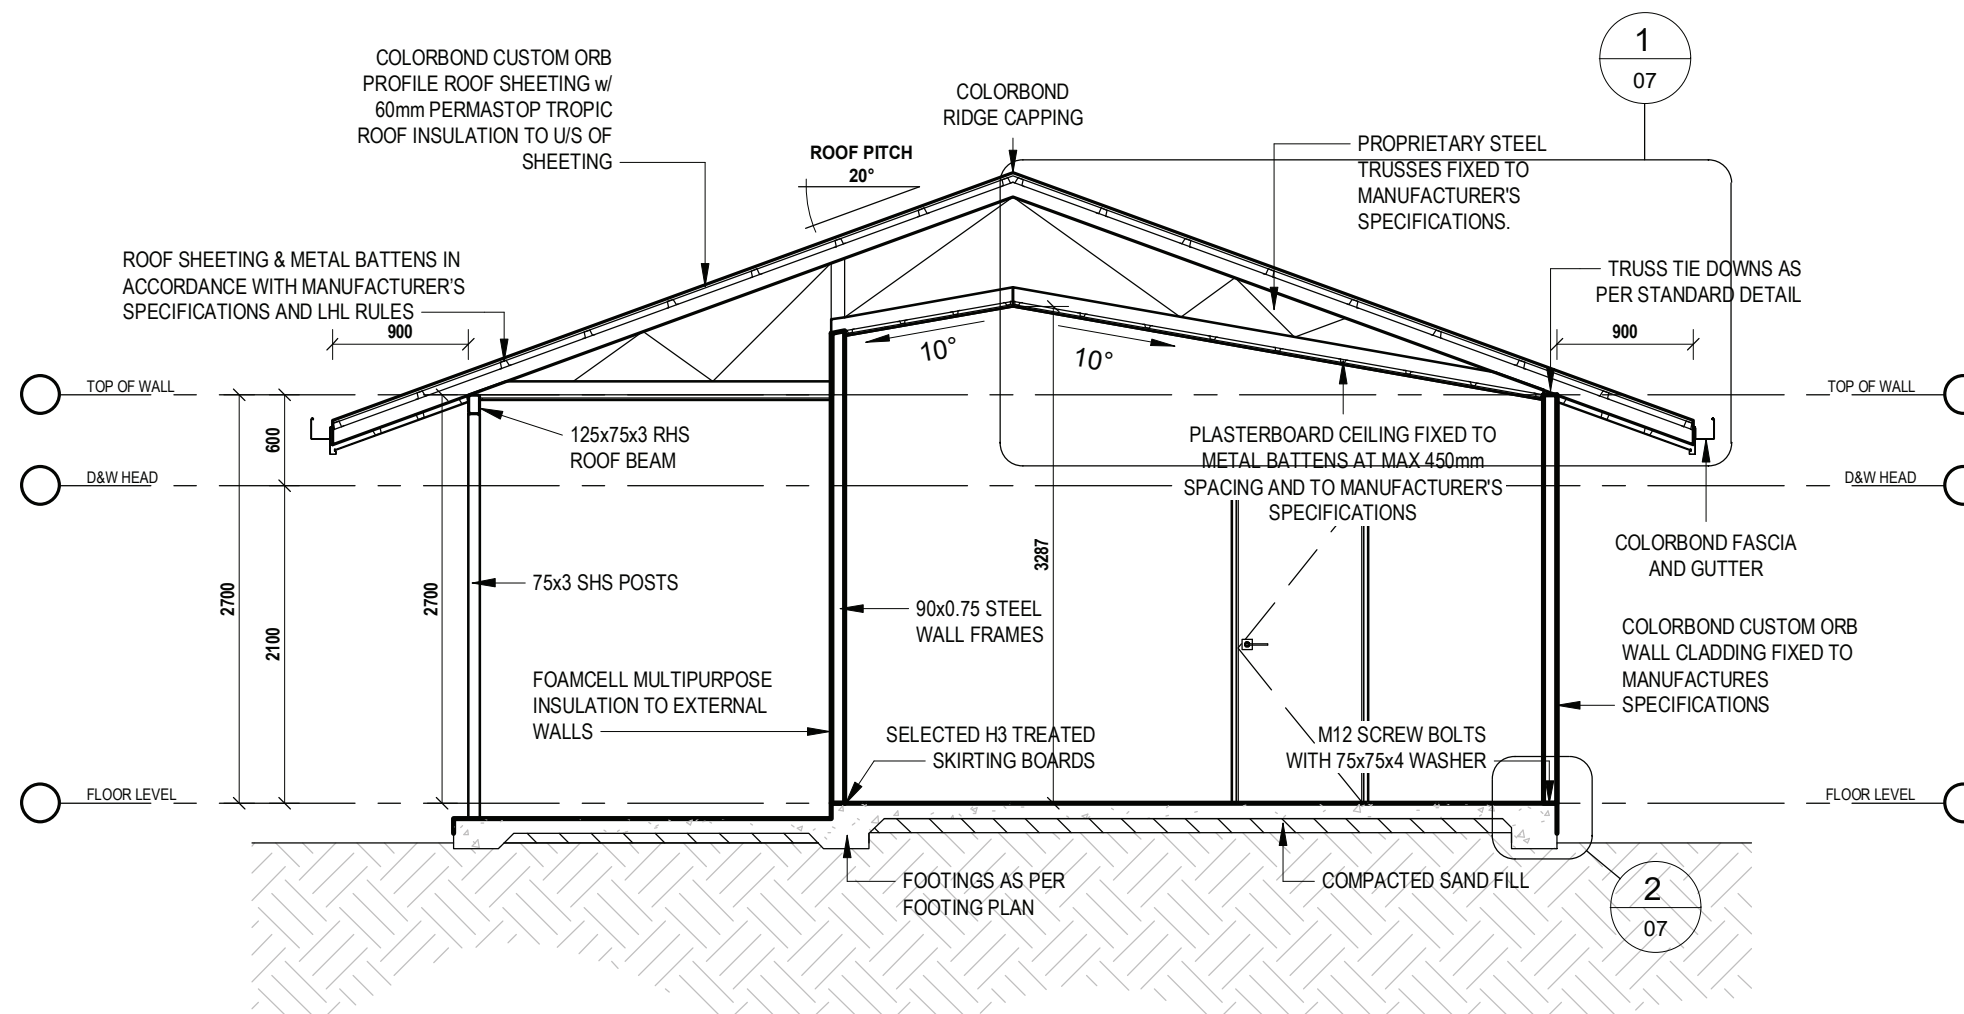 COLORBOND CUSTOM ORB
PROFILE ROOF SHEETING w/
60mm PERMASTOP TROPIC
ROOF INSULATION TO U/S OF
SHEETING
COLORBOND
RIDGE CAPPING
1
07
ROOF PITCH
20°
PROPRIETARY STEEL
TRUSSES FIXED TO
MANUFACTURER'S
SPECIFICATIONS.
ROOF SHEETING & METAL BATTENS IN
ACCORDANCE WITH MANUFACTURER'S
SPECIFICATIONS AND LHL RULES
900
TRUSS TIE DOWNS AS
PER STANDARD DETAIL
900
10°
10°
TOP OF WALL
TOP OF WALL
600
125x75x3 RHS
ROOF BEAM
PLASTERBOARD CEILING FIXED TO
METAL BATTENS AT MAX 450mm
SPACING AND TO MANUFACTURER'S
SPECIFICATIONS
D&W HEAD
D&W HEAD
COLORBOND FASCIA
AND GUTTER
3287
75x3 SHS POSTS
2700
2700
2100
90x0.75 STEEL
WALL FRAMES
COLORBOND CUSTOM ORB
WALL CLADDING FIXED TO
MANUFACTURES
SPECIFICATIONS
FOAMCELL MULTIPURPOSE
INSULATION TO EXTERNAL
WALLS
SELECTED H3 TREATED
SKIRTING BOARDS
M12 SCREW BOLTS
WITH 75x75x4 WASHER
FLOOR LEVEL
FLOOR LEVEL
FOOTINGS AS PER
FOOTING PLAN
COMPACTED SAND FILL
2
07